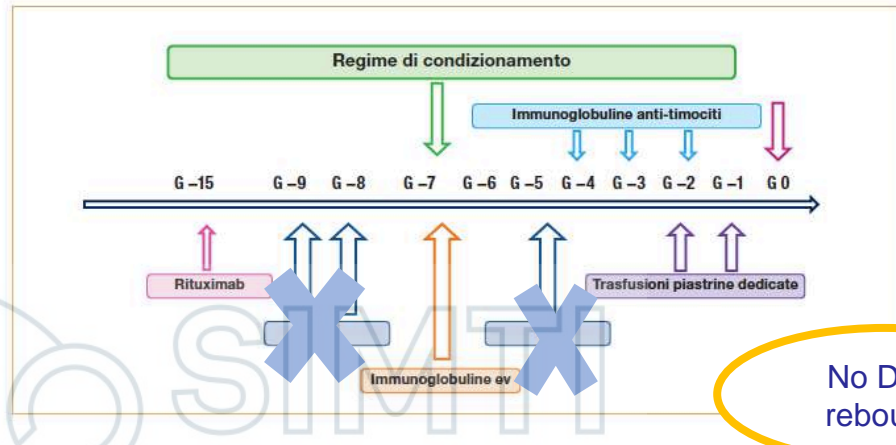 Regime di condizionamento
Immunoglobuline anti-timociti
G –15 G –9 G –8 G –7 G –6 G –5 G –4 G –3 G –2 G –1 G 0
Rituximab
Trasfusioni piastrine dedicate
Immunoglobuline ev
SIMTI
No